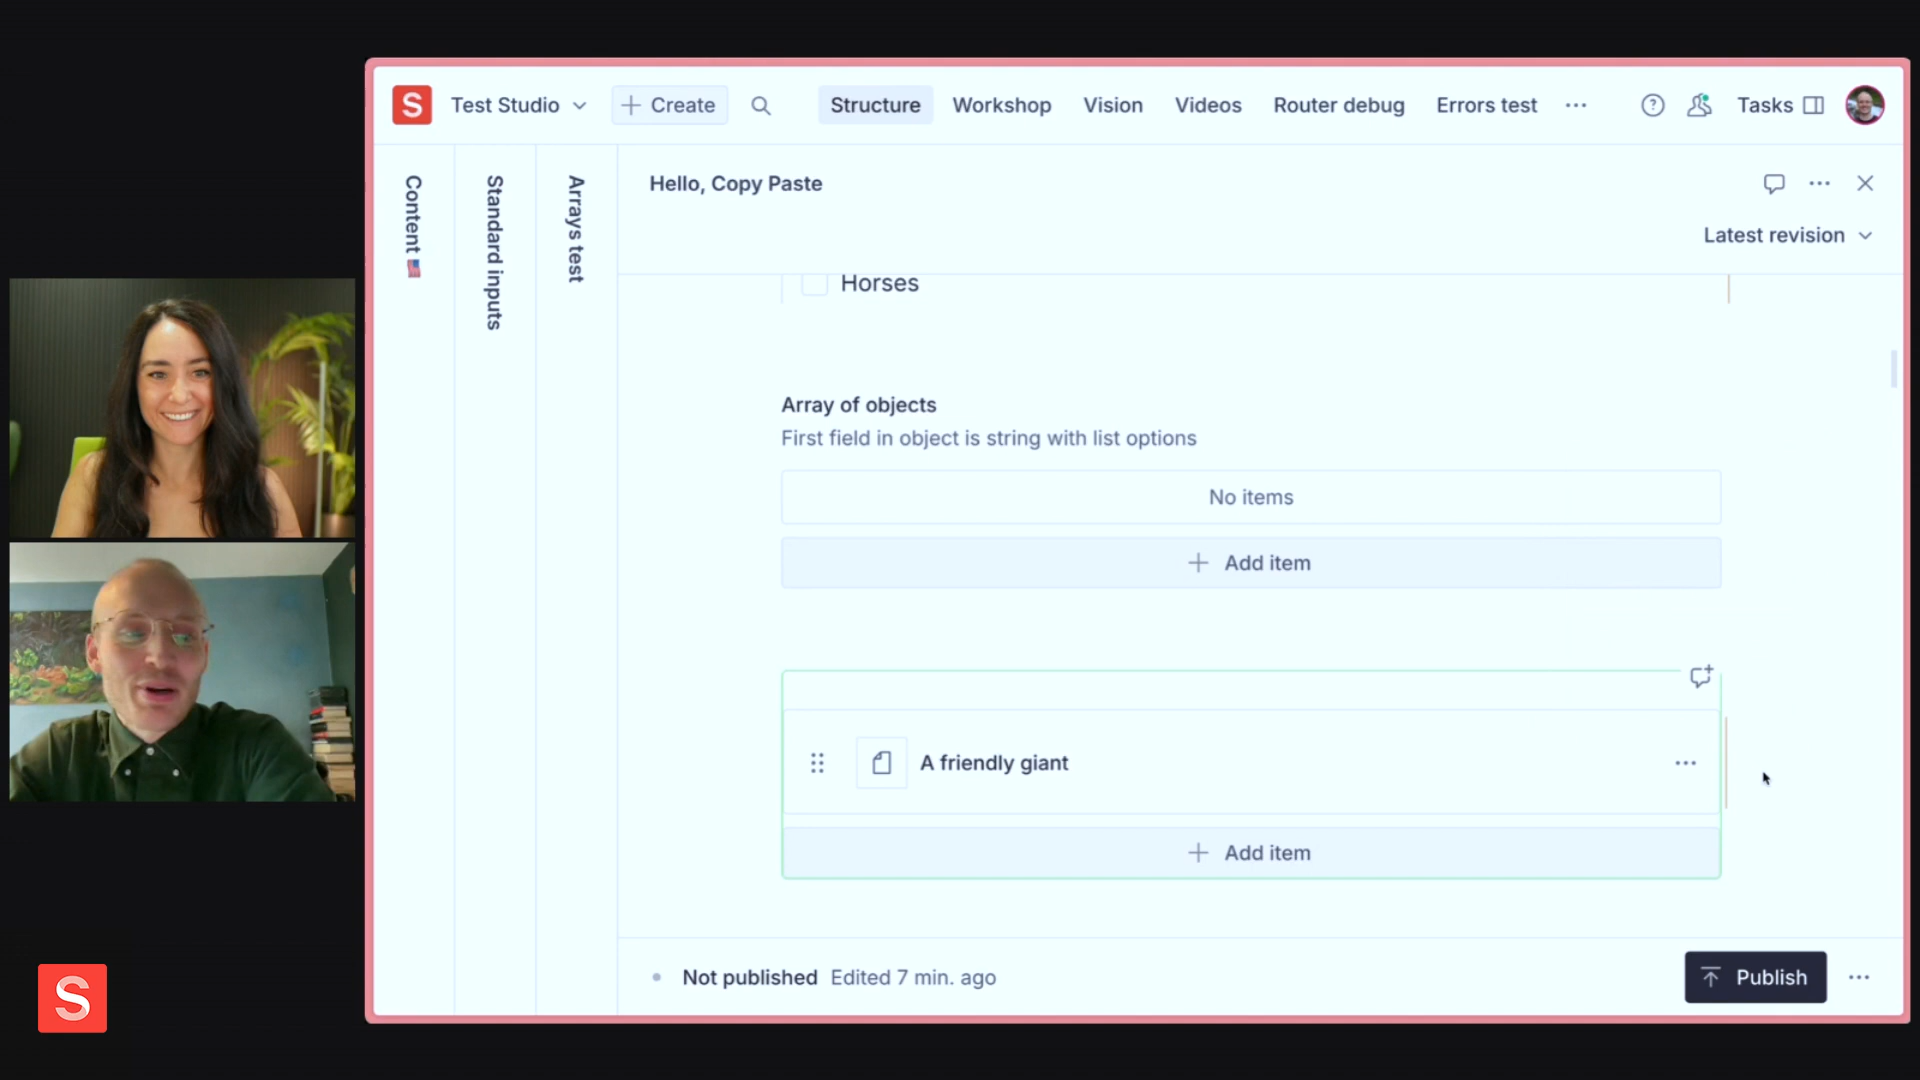 S Test Studio Create Structure Workshop Vision Videos Router debug Errors test Tasks
Content
Standard inputs
Arrays test
Hello, Copy Paste
Latest revision
Horses
Array of objects
First field in object is string with list options
No items
Add item
A friendly giant
Add item
Not published Edited 7 min. ago
Publish
S